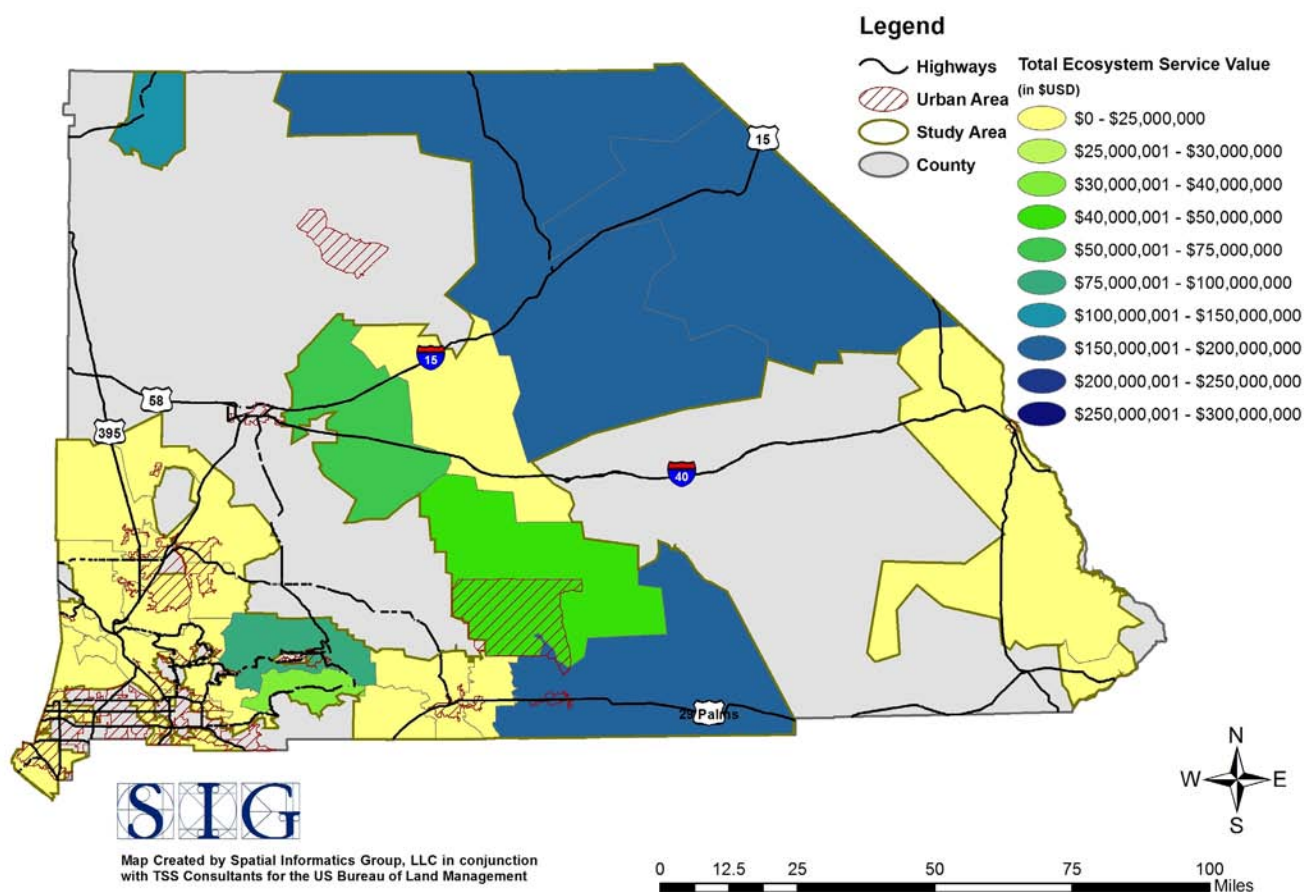 Legend
Highways
Urban Area
Study Area
County
Total Ecosystem Service Value
(in $USD)
$0 - $25,000,000
$25,000,001 - $30,000,000
$30,000,001 - $40,000,000
$40,000,001 - $50,000,000
$50,000,001 - $75,000,000
$75,000,001 - $100,000,000
$100,000,001 - $150,000,000
$150,000,001 - $200,000,000
$200,000,001 - $250,000,000
$250,000,001 - $300,000,000
15
15
58
395
40
29 Palms
N
W E
S
SIG
Map Created by Spatial Informatics Group, LLC in conjunction
with TSS Consultants for the US Bureau of Land Management
0 12.5 25 50 75 100
Miles